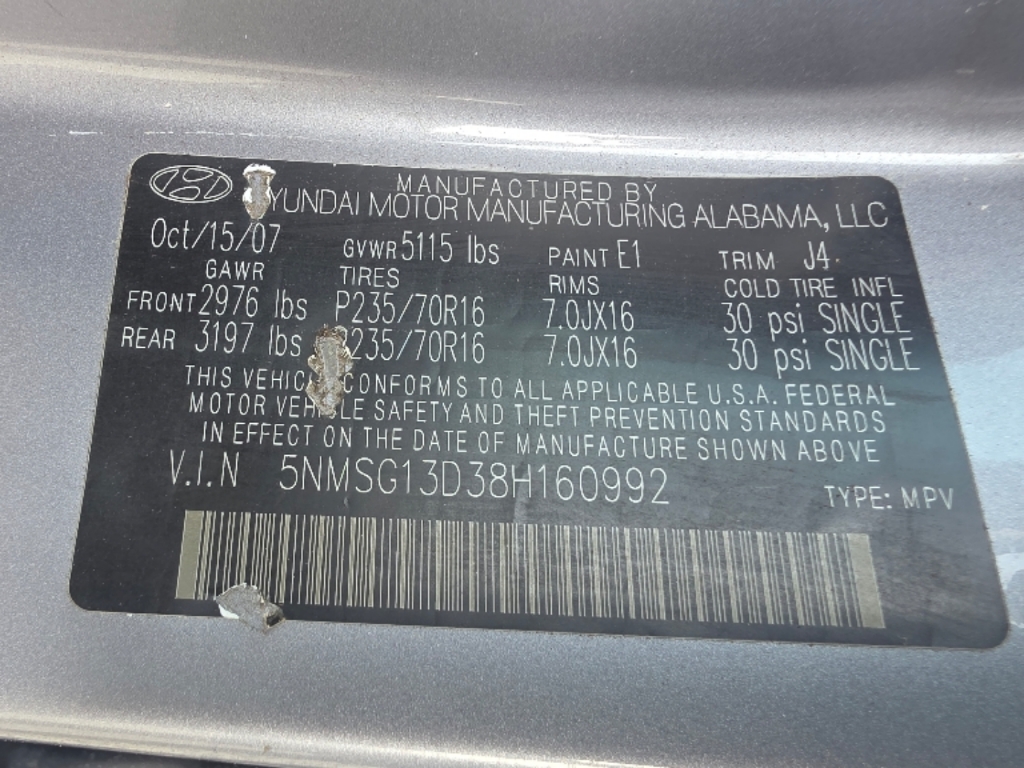 MANUFACTURED BY
YUNDAI MOTOR MANUFACTURING ALABAMA, LLC
Oct/15/07 GVWR 5115 lbs PAINT E1 TRIM J4
GAWR TIRES RIMS COLD TIRE INFL
FRONT 2976 lbs P235/70R16 7.0JX16 30 psi SINGLE
REAR 3197 lbs 235/70R16 7.0JX16 30 psi SINGLE
THIS VEHIC CONFORMS TO ALL APPLICABLE U.S.A. FEDERAL
MOTOR VEHICLE SAFETY AND THEFT PREVENTION STANDARDS
IN EFFECT ON THE DATE OF MANUFACTURE SHOWN ABOVE
V.I.N 5NMSG13D38H160992
TYPE: MPV